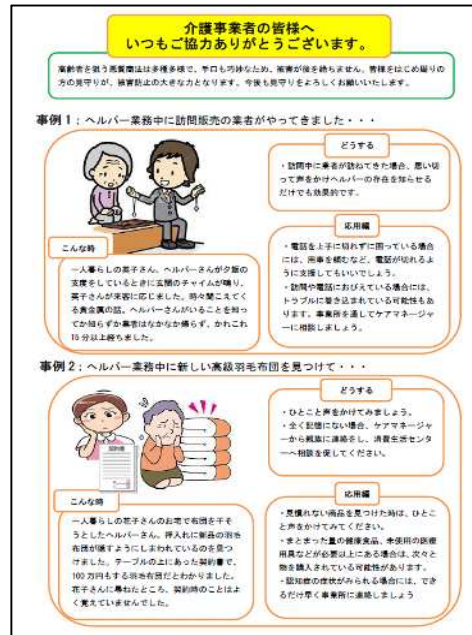 介護事業者の皆様へ
いつもご協力ありがとうございます。
高齢者を狙う悪質商法は多種多様で、手口も巧妙なため、被害が後を絶ちません。皆様をはじめ周りの
方の見守りが、被害防止の大きな力となります。今後も見守りをよろしくお願いいたします。
事例1：ヘルパー業務中に訪問販売の業者がやってきました・・・
こんな時
一人暮らしの英子さん。ヘルパーさんが夕飯の
支度をしているときに玄関のチャイムが鳴り、
英子さんが来客に応じました。時々聞こえてく
る貴金属の話。ヘルパーさんがいることを知って
か知らずか業者はなかなか帰らず、かれこれ
15分以上経ちました。
どうする
・訪問中に業者が訪ねてきた場合、思い切
って声をかけヘルパーの存在を知らせる
だけでも効果的です。
応用編
・電話を上手に切れずに困っている場合
には、用事を頼むなど、電話が切れるよ
うに支援してもいいでしょう。
・訪問や電話におびえている場合には、
トラブルに巻き込まれている可能性もあ
ります。事業所を通してケアマネージャ
ーに相談しましょう。
事例2：ヘルパー業務中に新しい高級羽毛布団を見つけて・・・
契約書
こんな時
一人暮らしの花子さんのお宅で布団を干そ
うとしたヘルパーさん。押入れに新品の羽毛
布団が隠すようにしまわれているのを見つ
けました。テーブルの上にあった契約書で、
100万円もする羽毛布団だとわかりました。
花子さんに尋ねたところ、契約時のことはよ
く覚えていませんでした。
どうする
・ひとこと声をかけてみましょう。
・全く記憶にない場合、ケアマネージャ
ーから親族に連絡をし、消費生活センタ
ーへ相談を促してください。
応用編
・見慣れない商品を見つけた時は、ひとこ
と声をかけてみてください。
・まとまった量の健康食品、未使用の医療
用具などが必要以上にある場合は、次々と
物を購入されている可能性があります。
・認知症の症状がみられる場合には、でき
るだけ早く事業所に連絡しましょう